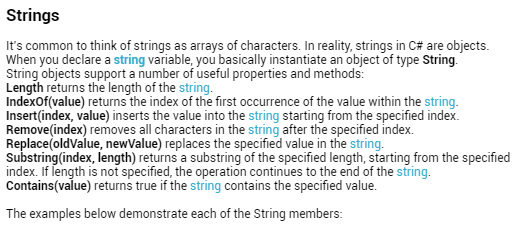 Strings
It's common to think of strings as arrays of characters. In reality, strings in C# are objects.
When you declare a string variable, you basically instantiate an object of type String.
String objects support a number of useful properties and methods:
Length returns the length of the string.
IndexOf(value) returns the index of the first occurrence of the value within the string.
Insert(index, value) inserts the value into the string starting from the specified index.
Remove(index) removes all characters in the string after the specified index.
Replace(oldValue, newValue) replaces the specified value in the string.
Substring(index, length) returns a substring of the specified length, starting from the specified
index. If length is not specified, the operation continues to the end of the string.
Contains(value) returns true if the string contains the specified value.
The examples below demonstrate each of the String members: